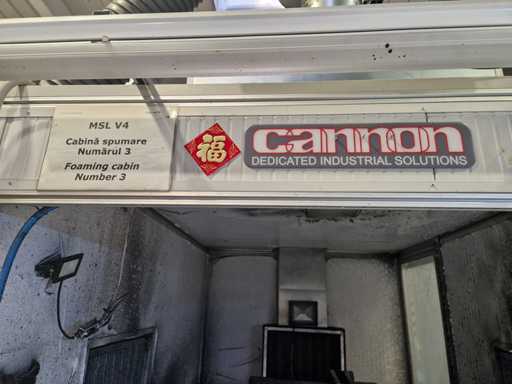 MSL V4
Cabină spumare
Numărul 3
Foaming cabin
Number 3
福
cannon
DEDICATED INDUSTRIAL SOLUTIONS